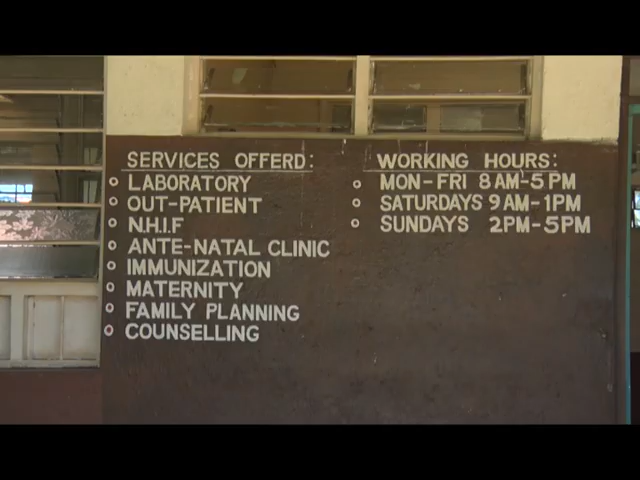 SERVICES OFFERD:
LABORATORY
OUT-PATIENT
N.H.I.F
ANTE-NATAL CLINIC
IMMUNIZATION
MATERNITY
FAMILY PLANNING
COUNSELLING
WORKING HOURS:
MON-FRI 8AM-5PM
SATURDAYS 9AM-1PM
SUNDAYS 2PM-5PM